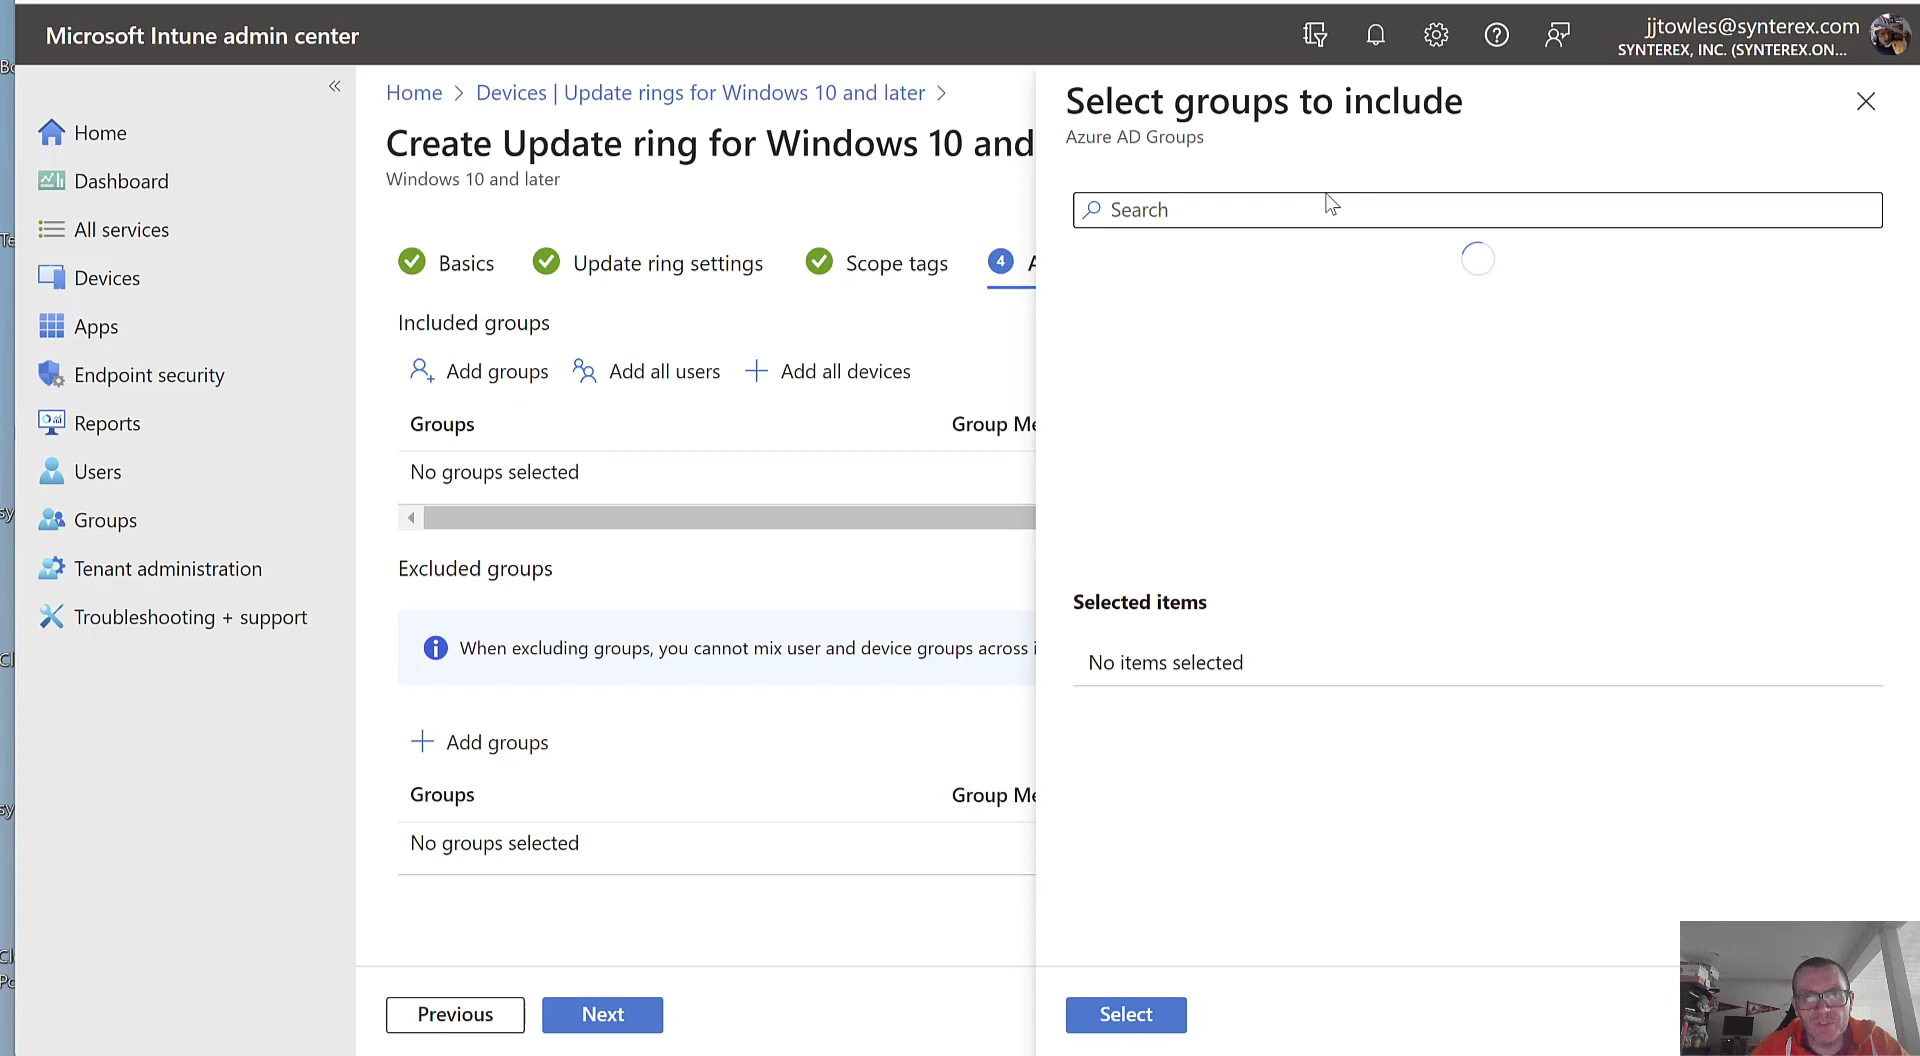 Microsoft Intune admin center
jjtowles@synterex.com
SYNTEREX, INC. (SYNTEREX.ON...
Home
Dashboard
All services
Devices
Apps
Endpoint security
Reports
Users
Groups
Tenant administration
Troubleshooting + support
Home > Devices | Update rings for Windows 10 and later >
Create Update ring for Windows 10 and
Windows 10 and later
Basics
Update ring settings
Scope tags
4
Included groups
Add groups
Add all users
Add all devices
Groups
Group Me
No groups selected
Excluded groups
When excluding groups, you cannot mix user and device groups across i
Add groups
Groups
Group Me
No groups selected
Previous
Next
Select groups to include
Azure AD Groups
Search
Selected items
No items selected
Select